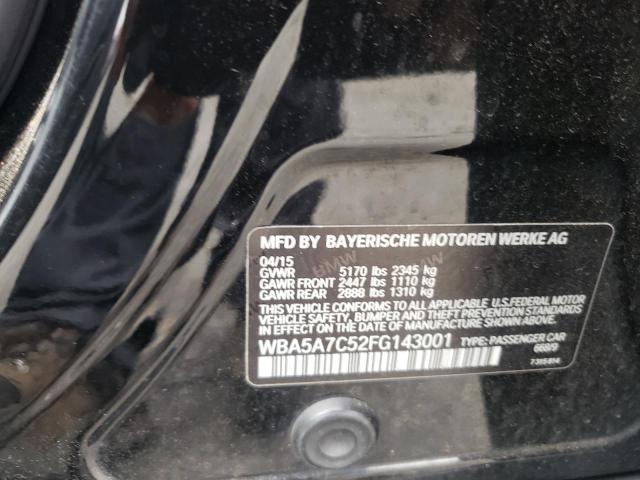 MFD BY BAYERISCHE MOTOREN WERKE AG
04/15
GVWR 5170 lbs 2345 kg
GAWR FRONT 2447 lbs 1110 kg
GAWR REAR 2888 lbs 1310 kg
THIS VEHICLE CONFORMS TO ALL APPLICABLE U.S.FEDERAL MOTOR
VEHICLE SAFETY, BUMPER AND THEFT PREVENTION STANDARDS
IN EFFECT ON THE DATE OF MANUFACTURE SHOWN ABOVE.
WBA5A7C52FG143001 TYPE: PASSENGER CAR